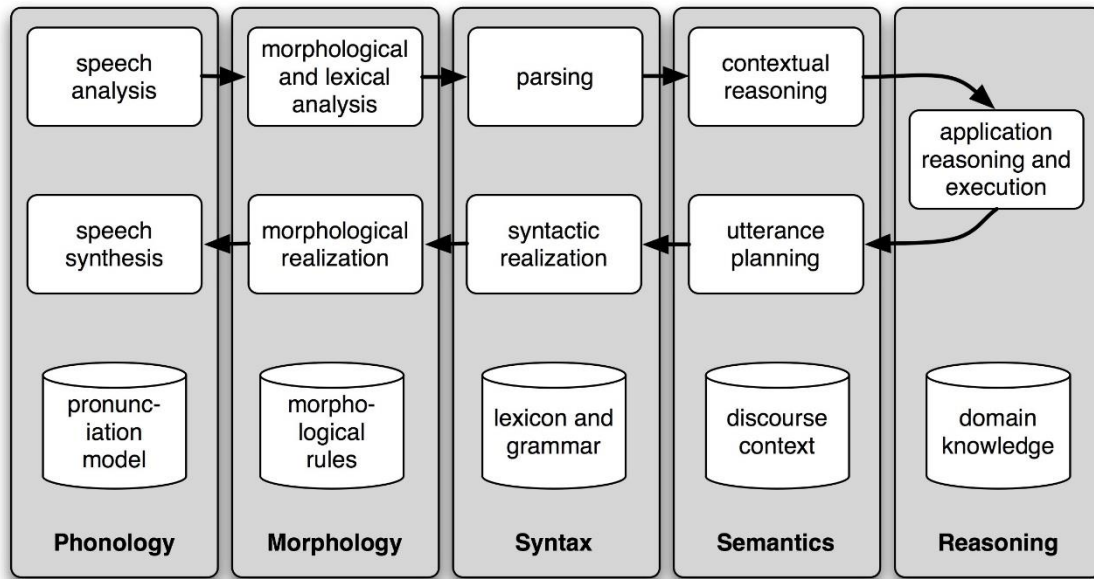 speech
analysis
morphological
and lexical
analysis
parsing
contextual
reasoning
application
reasoning and
execution
speech
synthesis
morphological
realization
syntactic
realization
utterance
planning
pronunc-
iation
model
morpho-
logical
rules
lexicon and
grammar
discourse
context
domain
knowledge
Phonology
Morphology
Syntax
Semantics
Reasoning